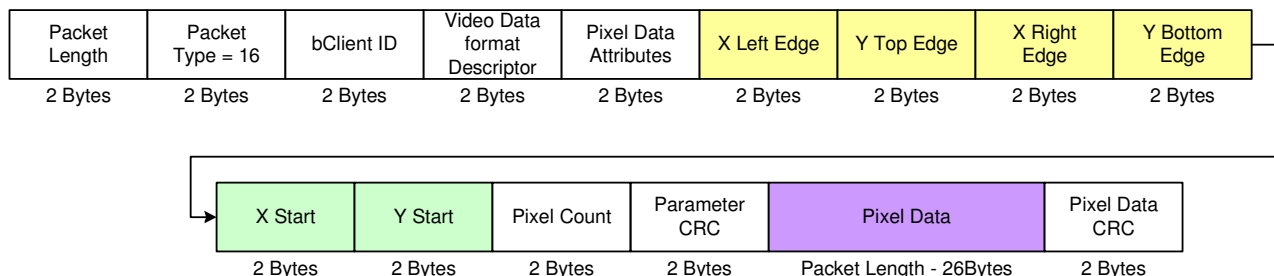 Packet
Length
Packet
Type = 16
bClient ID
Video Data
format
Descriptor
Pixel Data
Attributes
X Left Edge
Y Top Edge
X Right
Edge
Y Bottom
Edge
2 Bytes
2 Bytes
2 Bytes
2 Bytes
2 Bytes
2 Bytes
2 Bytes
2 Bytes
2 Bytes
X Start
Y Start
Pixel Count
Parameter
CRC
Pixel Data
Pixel Data
CRC
2 Bytes
2 Bytes
2 Bytes
2 Bytes
Packet Length - 26Bytes
2 Bytes